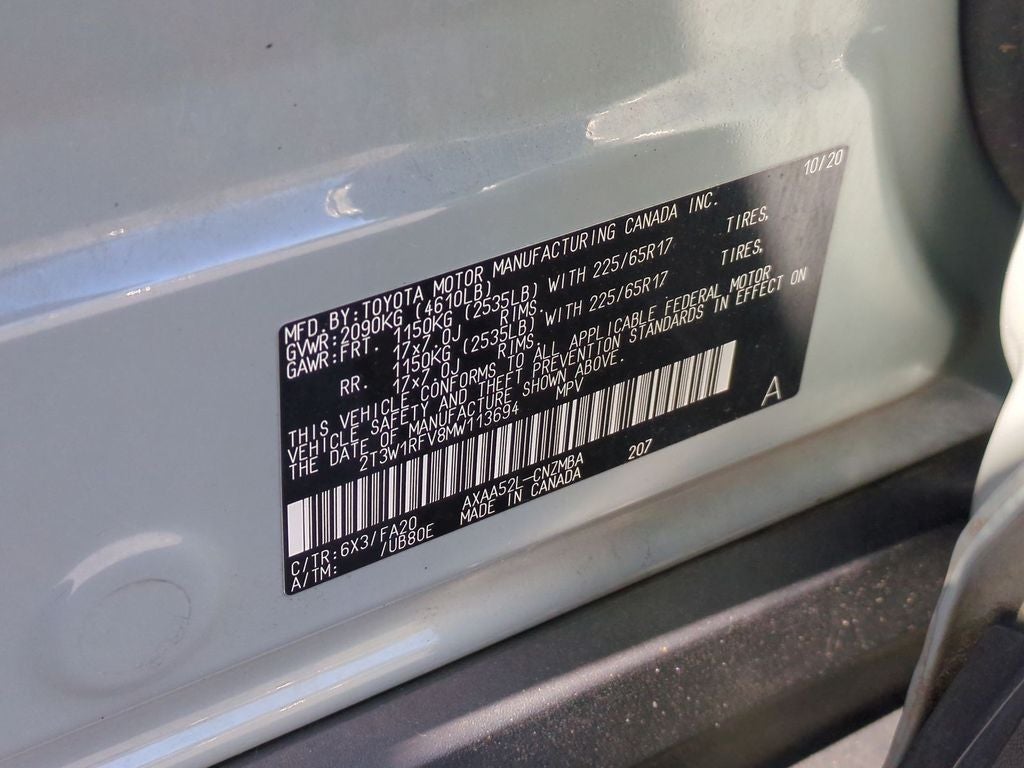 10/20
MFD. BY: TOYOTA MOTOR MANUFACTURING CANADA INC.
GVWR: 2090KG (4610LB)
GAWR: FRT. 1150KG (2535LB) WITH 225/65R17 TIRES,
17x7.0J RIMS.
RR. 1150KG (2535LB) WITH 225/65R17 TIRES,
17x7.0J RIMS.
THIS VEHICLE CONFORMS TO ALL APPLICABLE FEDERAL MOTOR
VEHICLE SAFETY AND THEFT PREVENTION STANDARDS IN EFFECT ON
THE DATE OF MANUFACTURE SHOWN ABOVE.
2T3W1RFV8MW113694 MPV
A
C/TR: 6X3/FA20 AXAA52L-CNZMBA 207
A/TM: /UB80E MADE IN CANADA